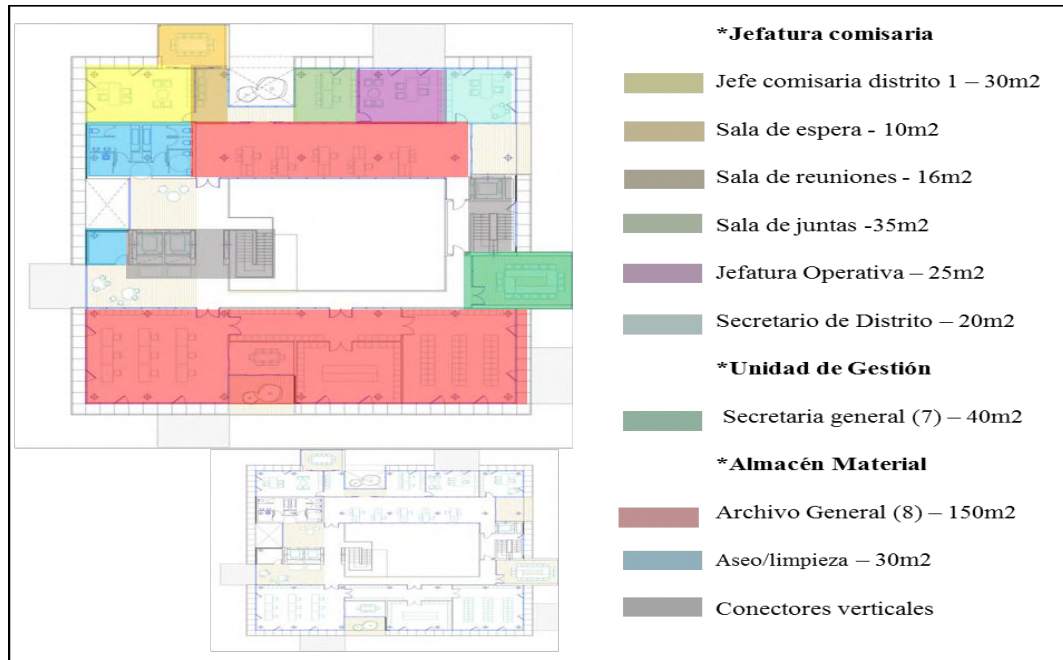 *Jefatura comisaria
Jefe comisaria distrito 1 – 30m2
Sala de espera - 10m2
Sala de reuniones - 16m2
Sala de juntas -35m2
Jefatura Operativa – 25m2
Secretario de Distrito – 20m2
*Unidad de Gestión
Secretaria general (7) – 40m2
*Almacén Material
Archivo General (8) – 150m2
Aseo/limpieza – 30m2
Conectores verticales